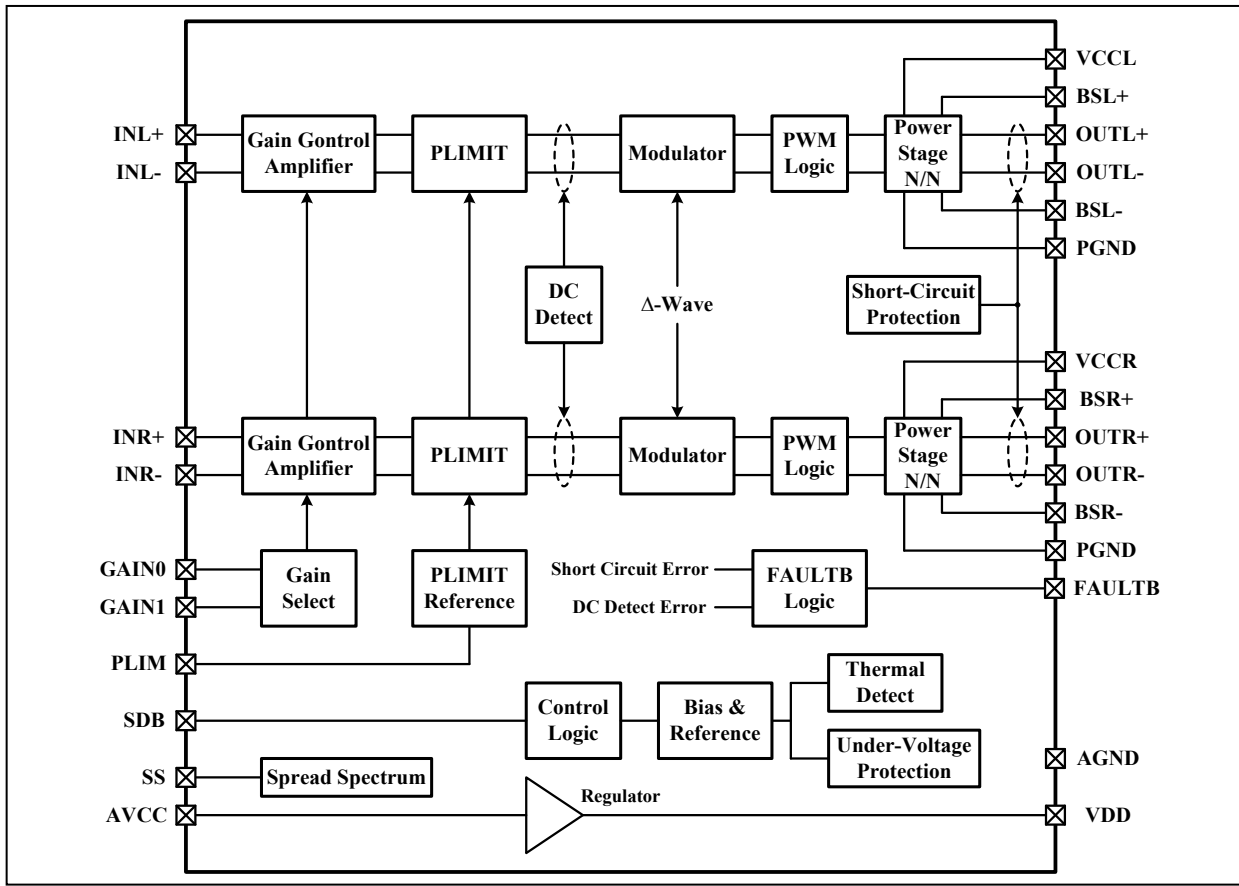 VCCL
BSL+
INL+
Gain Gontrol
Amplifier
PLIMIT
Modulator
PWM
Logic
Power
Stage
N/N
OUTL+
INL-
OUTL-
BSL-
PGND
DC
Detect
Δ-Wave
Short-Circuit
Protection
VCCR
BSR+
INR+
Gain Gontrol
Amplifier
PLIMIT
Modulator
PWM
Logic
Power
Stage
N/N
OUTR+
INR-
OUTR-
BSR-
PGND
GAIN0
GAIN1
Gain
Select
PLIMIT
Reference
Short Circuit Error
DC Detect Error
FAULTB
Logic
FAULTB
PLIM
SDB
Control
Logic
Bias &
Reference
Thermal
Detect
Under-Voltage
Protection
AGND
SS
Spread Spectrum
AVCC
Regulator
VDD